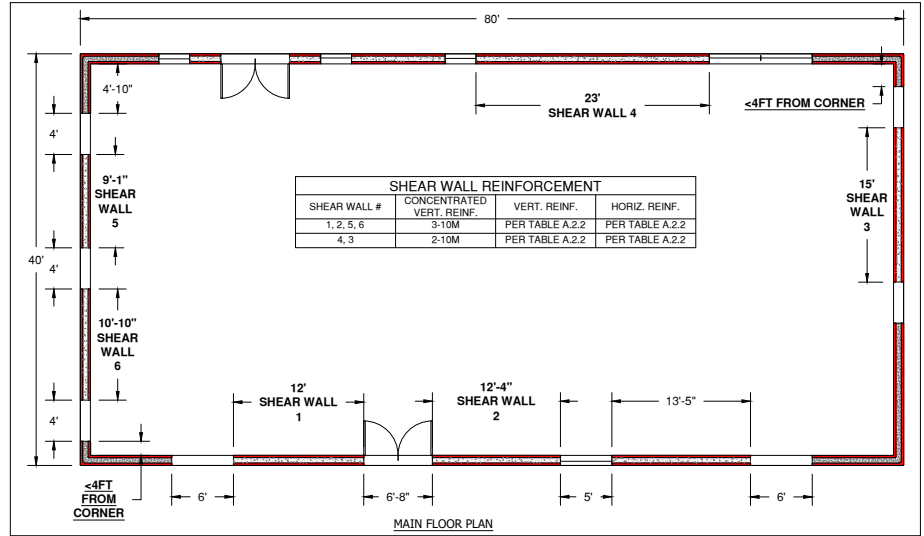 80'
4'-10"
23'
SHEAR WALL 4
<4FT FROM CORNER
4'
9'-1"
SHEAR
WALL
5
15'
SHEAR
WALL
3
SHEAR WALL REINFORCEMENT
SHEAR WALL # CONCENTRATED VERT. REINF. VERT. REINF. HORIZ. REINF.
1, 2, 5, 6 3-10M PER TABLE A.2.2 PER TABLE A.2.2
4, 3 2-10M PER TABLE A.2.2 PER TABLE A.2.2
40'
4'
10'-10"
SHEAR
WALL
6
12'
SHEAR WALL
1
12'-4"
SHEAR WALL
2
13'-5"
4'
<4FT
FROM
CORNER
6'
6'-8"
5'
6'
MAIN FLOOR PLAN